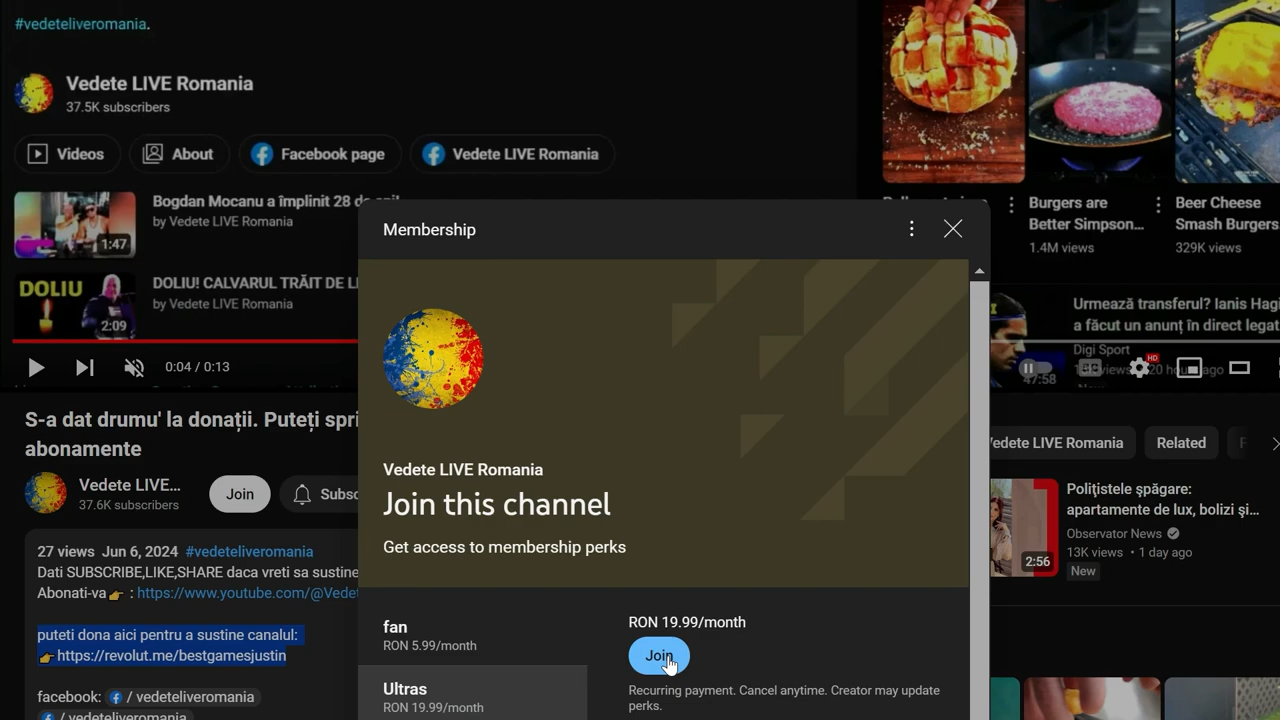 #vedeteliveromania.
Vedete LIVE Romania
37.5K subscribers
Videos
About
Facebook page
Vedete LIVE Romania
Bogdan Mocanu a împlinit 28 de
by Vedete LIVE Romania
1:47
DOLIU
DOLIU! CALVARUL TRĂIT DE
by Vedete LIVE Romania
2:09
0:04 / 0:13
Burgers are
Better Simpson...
1.4M views
Beer Cheese
Smash Burgers
329K views
Urmează transferul? Ianis Hagi
a făcut un anunț în direct legat
Digi Sport
HD
47:58
S-a dat drumu' la donații. Puteți spri
abonamente
Vedete LIVE...
37.6K subscribers
Join
Subsc
27 views Jun 6, 2024 #vedeteliveromania
Dati SUBSCRIBE,LIKE,SHARE daca vreti sa sustine
Abonati-va 👉 : https://www.youtube.com/@Vedet
puteti dona aici pentru a sustine canalul:
👉 https://revolut.me/bestgamesjustin
facebook: / vedeteliveromania
/ vedeteliveromania
Membership
Vedete LIVE Romania
Join this channel
Get access to membership perks
fan
RON 5.99/month
Ultras
RON 19.99/month
RON 19.99/month
Join
Recurring payment. Cancel anytime. Creator may update
perks.
Vedete LIVE Romania
Related
Polițistele șpăgare:
apartamente de lux, bolizi și...
Observator News
13K views • 1 day ago
New
2:56